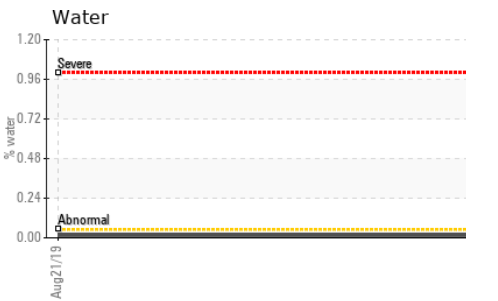 Water
1.20
Severe
0.96
0.72
% water
0.48
0.24
Abnormal
0.00
Aug21/19